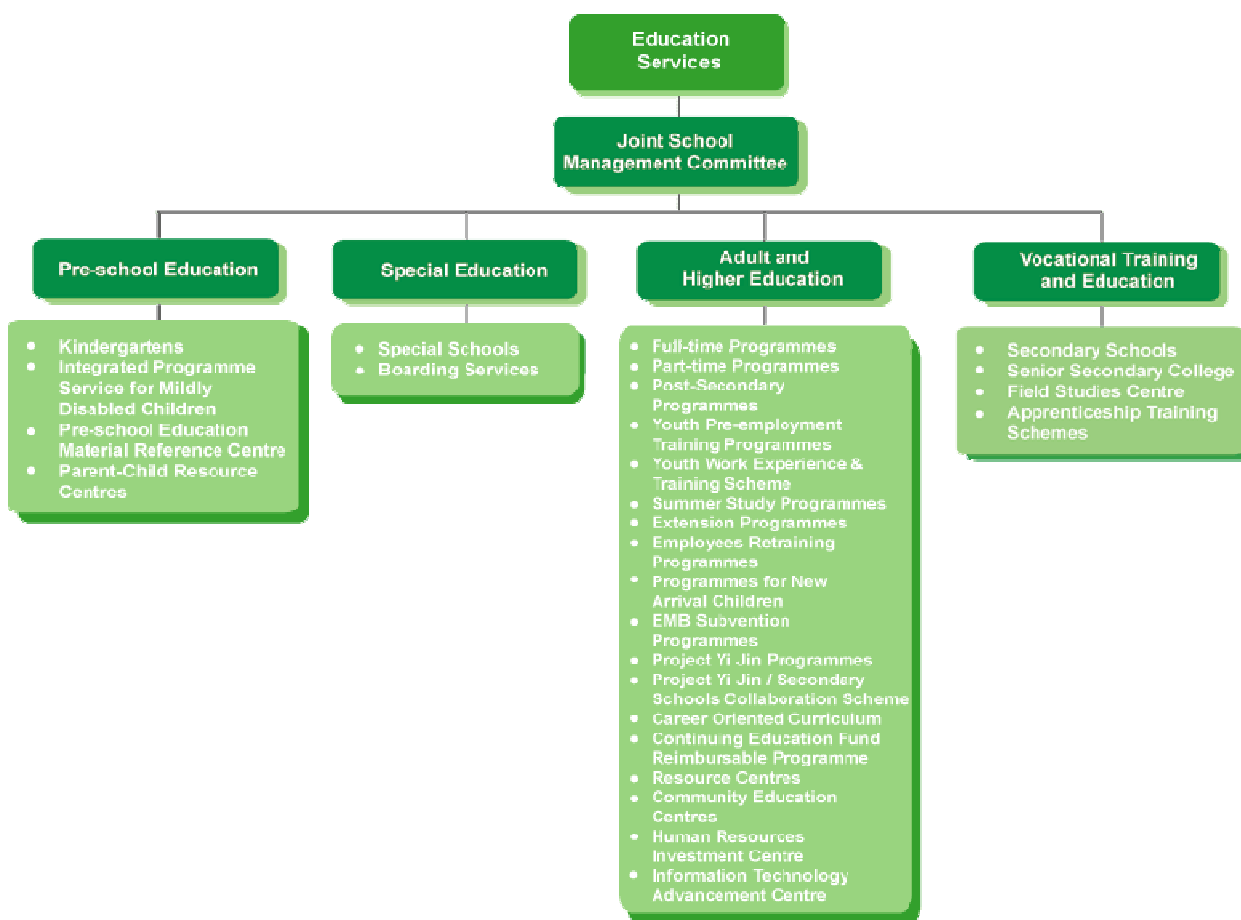 Education
Services
Joint School
Management Committee
Pre-school Education
• Kindergartens
• Integrated Programme
Service for Mildly
Disabled Children
• Pre-school Education
Material Reference Centre
• Parent-Child Resource
Centres
Special Education
• Special Schools
• Boarding Services
Adult and
Higher Education
• Full-time Programmes
• Part-time Programmes
• Post-Secondary
Programmes
• Youth Pre-employment
Training Programmes
• Youth Work Experience &
Training Scheme
• Summer Study Programmes
• Extension Programmes
• Employees Retraining
Programmes
• Programmes for New
Arrival Children
• EMB Subvention
Programmes
• Project Yi Jin Programmes
• Project Yi Jin / Secondary
Schools Collaboration Scheme
• Career Oriented Curriculum
• Continuing Education Fund
Reimbursable Programme
• Resource Centres
• Community Education
Centres
• Human Resources
Investment Centre
• Information Technology
Advancement Centre
Vocational Training
and Education
• Secondary Schools
• Senior Secondary College
• Field Studies Centre
• Apprenticeship Training
Schemes